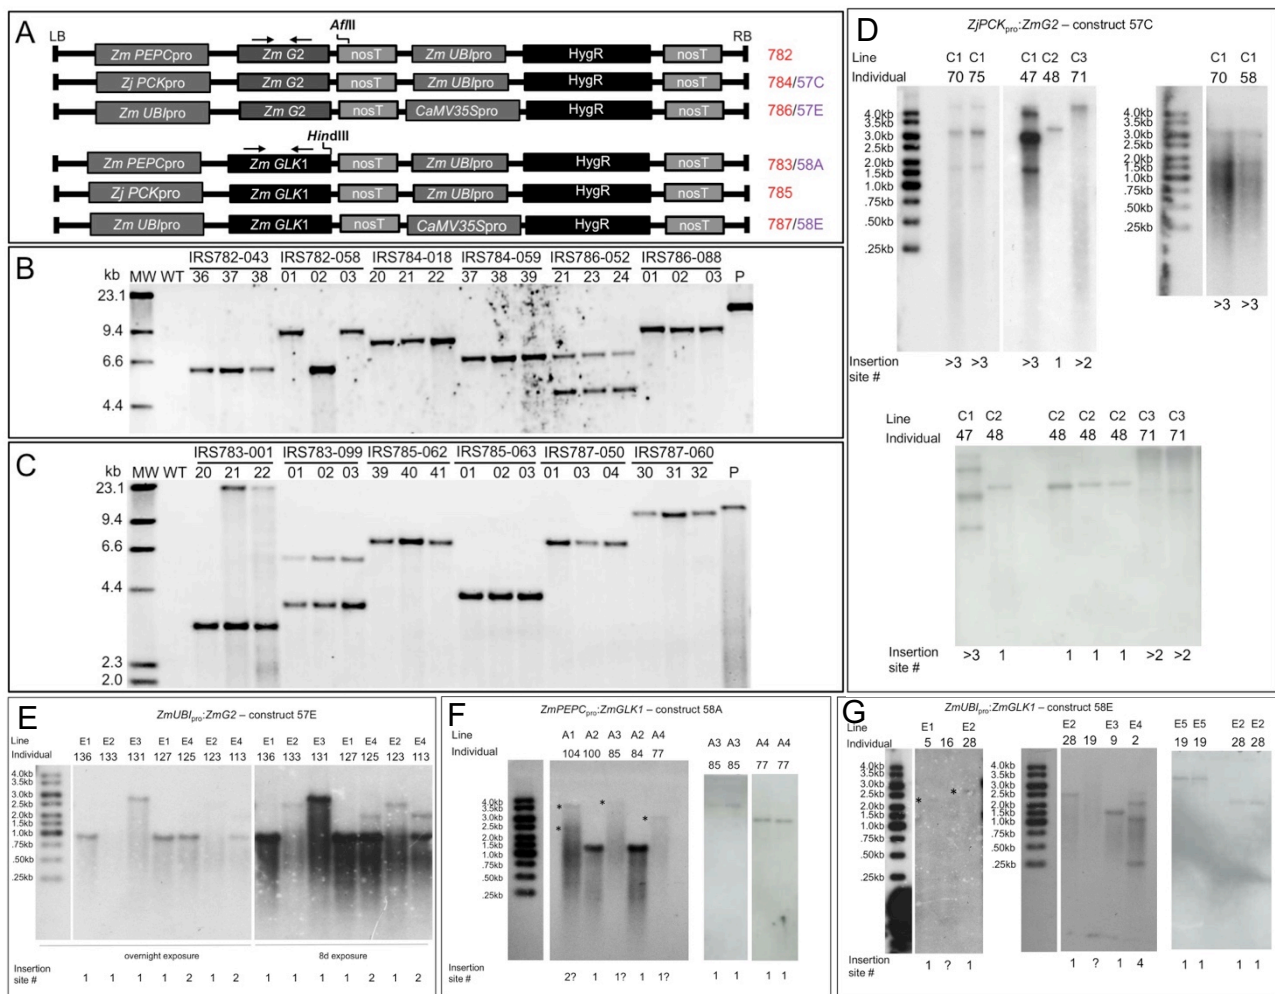 A
LB
AflII
RB
Zm PEPCpro
Zm G2
nosT
Zm UBIpro
HygR
nosT
782
Zj PCKpro
Zm G2
nosT
Zm UBIpro
HygR
nosT
784/57C
Zm UBIpro
Zm G2
nosT
CaMV35Spro
HygR
nosT
786/57E
HindIII
Zm PEPCpro
Zm GLK1
nosT
Zm UBIpro
HygR
nosT
783/58A
Zj PCKpro
Zm GLK1
nosT
Zm UBIpro
HygR
nosT
785
Zm UBIpro
Zm GLK1
nosT
CaMV35Spro
HygR
nosT
787/58E
B
IRS782-043 IRS782-058 IRS784-018 IRS784-059 IRS786-052 IRS786-088
kb MW WT 36 37 38 01 02 03 20 21 22 37 38 39 21 23 24 01 02 03 P
23.1
9.4
6.6
4.4
C
IRS783-001 IRS783-099 IRS785-062 IRS785-063 IRS787-050 IRS787-060
kb MW WT 20 21 22 01 02 03 39 40 41 01 02 03 01 03 04 30 31 32 P
23.1
9.4
6.6
4.4
2.3
2.0
D
ZjPCKpro:ZmG2 – construct 57C
Line C1 C1 C1 C2 C3 C1 C1
Individual 70 75 47 48 71 70 58
4.0kb
3.5kb
3.0kb
2.5kb
2.0kb
1.5kb
1.0kb
.75kb
.50kb
.25kb
4.0kb
3.5kb
3.0kb
2.5kb
2.0kb
1.5kb
1.0kb
.75kb
.50kb
.25kb
>3 >3
Insertion
site # >3 >3 >3 1 >2
Line C1 C2 C2 C2 C2 C3 C3
Individual 47 48 48 48 48 71 71
Insertion
site # >3 1 1 1 1 >2 >2
E
ZmUBIpro:ZmG2 – construct 57E
Line E1 E2 E3 E1 E4 E2 E4 E1 E2 E3 E1 E4 E2 E4
Individual 136 133 131 127 125 123 113 136 133 131 127 125 123 113
4.0kb
3.5kb
3.0kb
2.5kb
2.0kb
1.5kb
1.0kb
.75kb
.50kb
.25kb
overnight exposure 8d exposure
Insertion
site # 1 1 1 1 2 1 2 1 1 1 1 2 1 2
F
ZmPEPCpro:ZmGLK1 – construct 58A
Line A1 A2 A3 A2 A4 A3 A3 A4 A4
Individual 104 100 85 84 77 85 85 77 77
4.0kb
3.5kb
3.0kb
2.5kb
2.0kb
1.5kb
1.0kb
.75kb
.50kb
.25kb
*
*
*
*
Insertion
site # 2? 1 1? 1 1? 1 1 1 1
G
ZmUBIpro:ZmGLK1 – construct 58E
Line E1 E2 E2 E3 E4 E5 E5 E2 E2
Individual 5 16 28 28 19 9 2 19 19 28 28
4.0kb
3.5kb
3.0kb
2.5kb
2.0kb
1.5kb
1.0kb
.75kb
.50kb
.25kb
*
*
4.0kb
3.5kb
3.0kb
2.5kb
2.0kb
1.5kb
1.0kb
.75kb
.50kb
.25kb
Insertion
site # 1 ? 1 1 ? 1 4 1 1 1 1